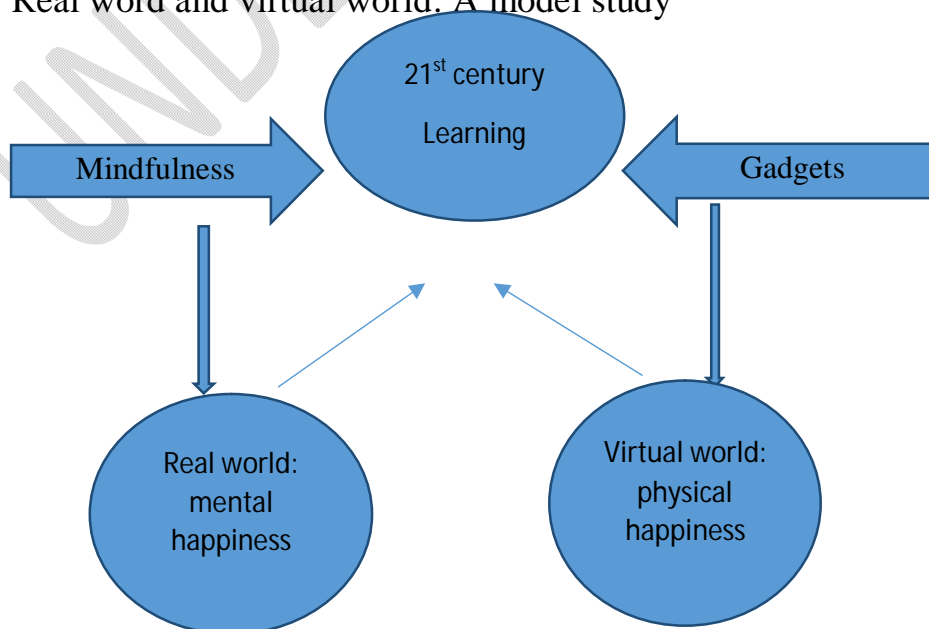 Real word and virtual world: A model study
21st century
Learning
Mindfulness
Gadgets
Real world:
mental
happiness
Virtual world:
physical
happiness
UNDE